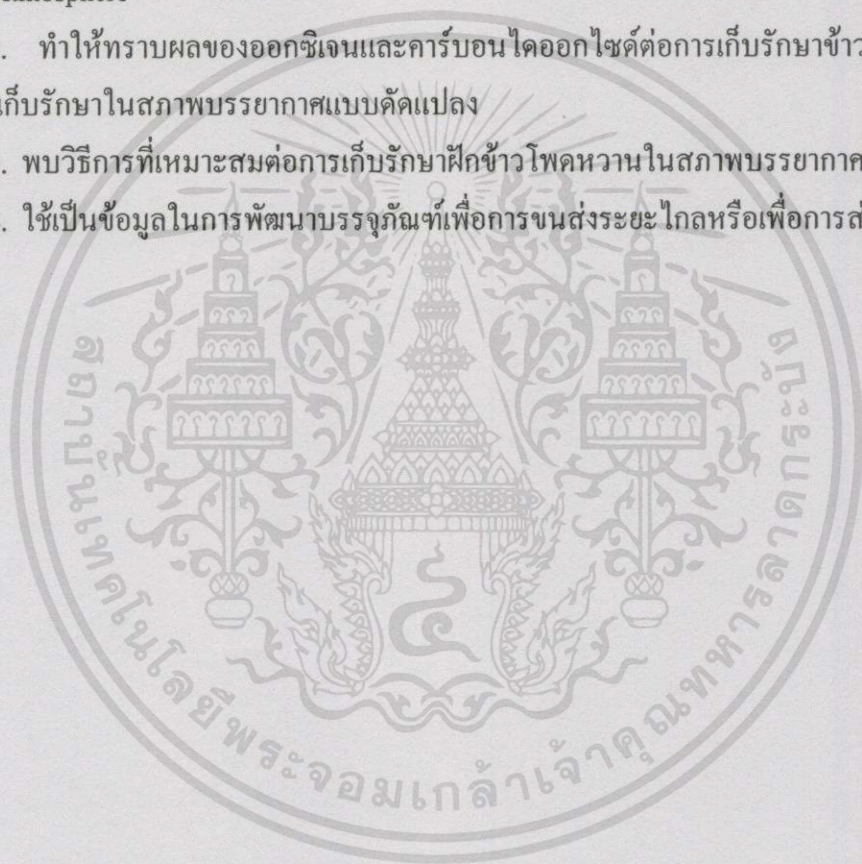 . ทำให้ทราบผลของออกซิเจนและคาร์บอนไดออกไซด์ต่อการเก็บรักษาข้าว
เก็บรักษาในสภาพบรรยากาศแบบดัดแปลง
. พบวิธีการที่เหมาะสมต่อการเก็บรักษาฝักข้าวโพดหวานในสภาพบรรยากาศ
. ใช้เป็นข้อมูลในการพัฒนาบรรจุภัณฑ์เพื่อการขนส่งระยะไกลหรือเพื่อการส่
สถาบันเทคโนโลยีพระจอมเกล้าเจ้าคุณทหารลาดกระบัง